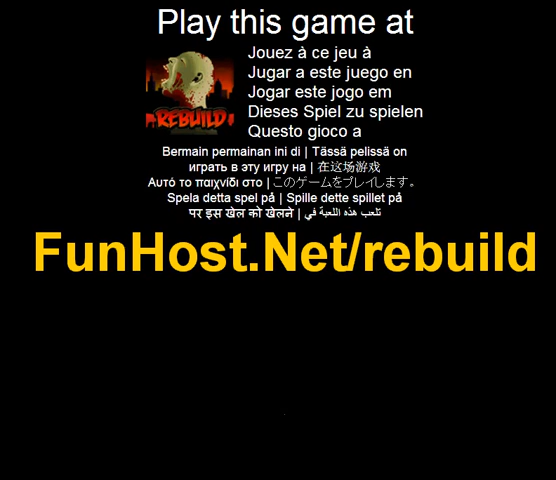 Play this game at
Jouez à ce jeu à
Jugar a este juego en
Jogar este jogo em
Dieses Spiel zu spielen
Questo gioco a
REBUILD
Bermain permainan ini di | Tässä pelissä on
играть в эту игру на | 在这场游戏
Αυτό το παιχνίδι στο | このゲームをプレイします。
Spela detta spel på | Spille dette spillet på
पर इस खेल को खेलने | تلعب هذه اللعبة في
FunHost.Net/rebuild